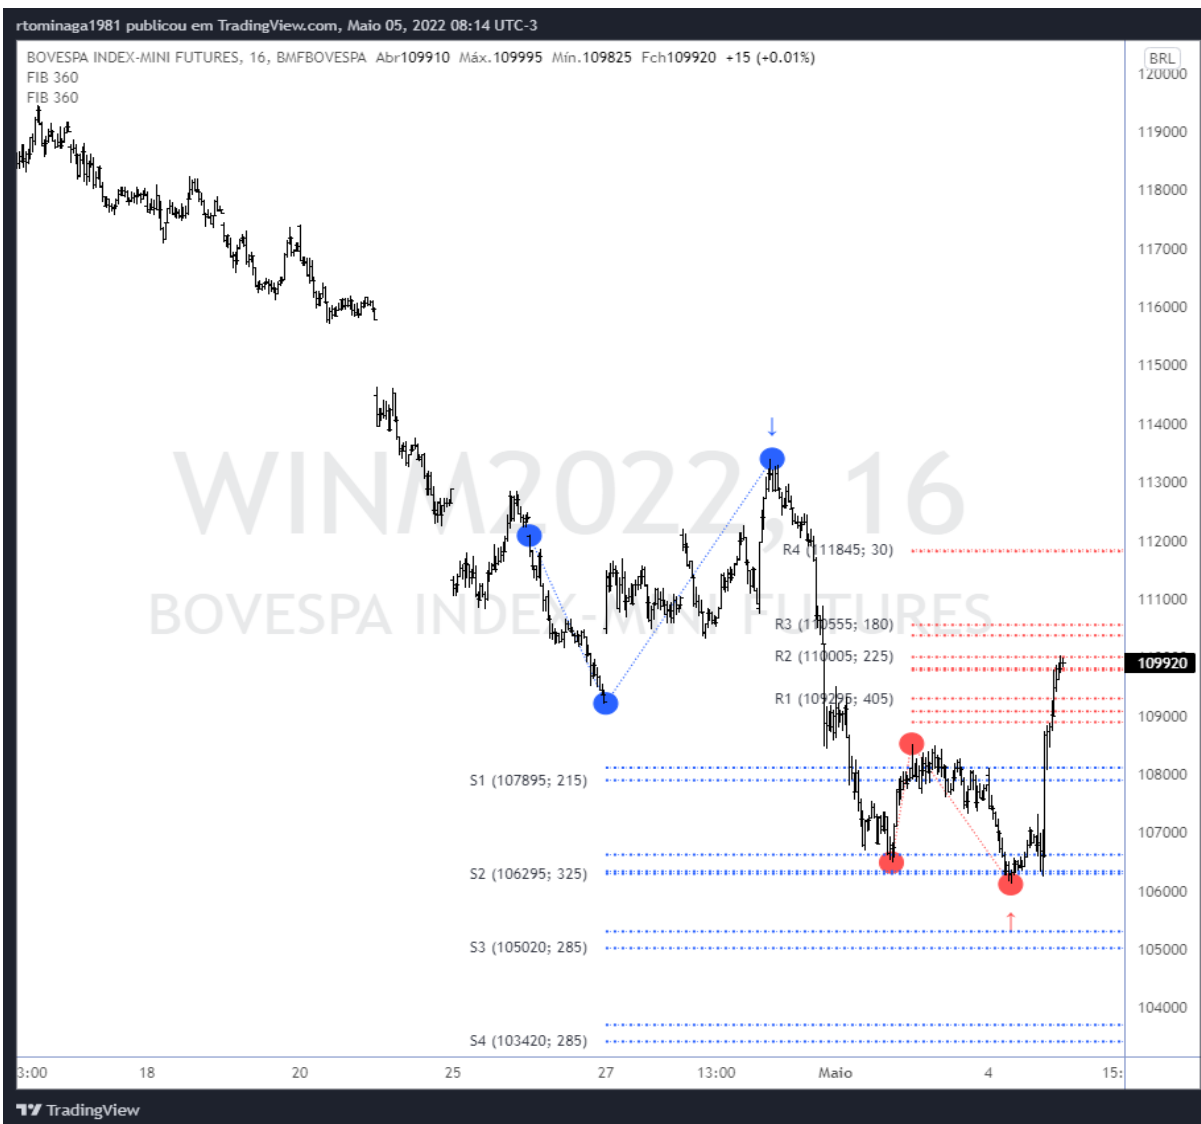 rtominaga1981 publicou em TradingView.com, Maio 05, 2022 08:14 UTC-3
BOVESPA INDEX-MINI FUTURES, 16, BMFBOVESPA Abr109910 Máx.109995 Mín.109825 Fch109920 +15 (+0.01%)
BRL
FIB 360
FIB 360
120000
119000
118000
117000
116000
115000
114000
113000
112000
111000
109920
109000
108000
107000
106000
105000
104000
WINM2022, 16
BOVESPA INDEX-MINI FUTURES
R4 (111845; 30)
R3 (110555; 180)
R2 (110005; 225)
R1 (109295; 405)
S1 (107895; 215)
S2 (106295; 325)
S3 (105020; 285)
S4 (103420; 285)
3:00 18 20 25 27 13:00 Maio 4 15:
TradingView